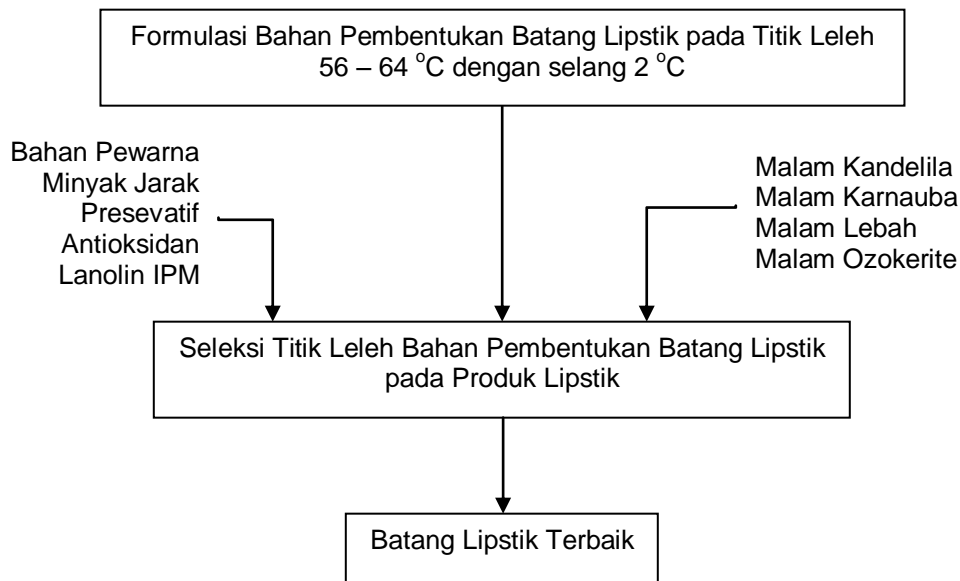 Formulasi Bahan Pembentukan Batang Lipstik pada Titik Leleh
56 – 64 °C dengan selang 2 °C
Bahan Pewarna
Minyak Jarak
Presevatif
Antioksidan
Lanolin IPM
Malam Kandelila
Malam Karnauba
Malam Lebah
Malam Ozokerite
Seleksi Titik Leleh Bahan Pembentukan Batang Lipstik
pada Produk Lipstik
Batang Lipstik Terbaik